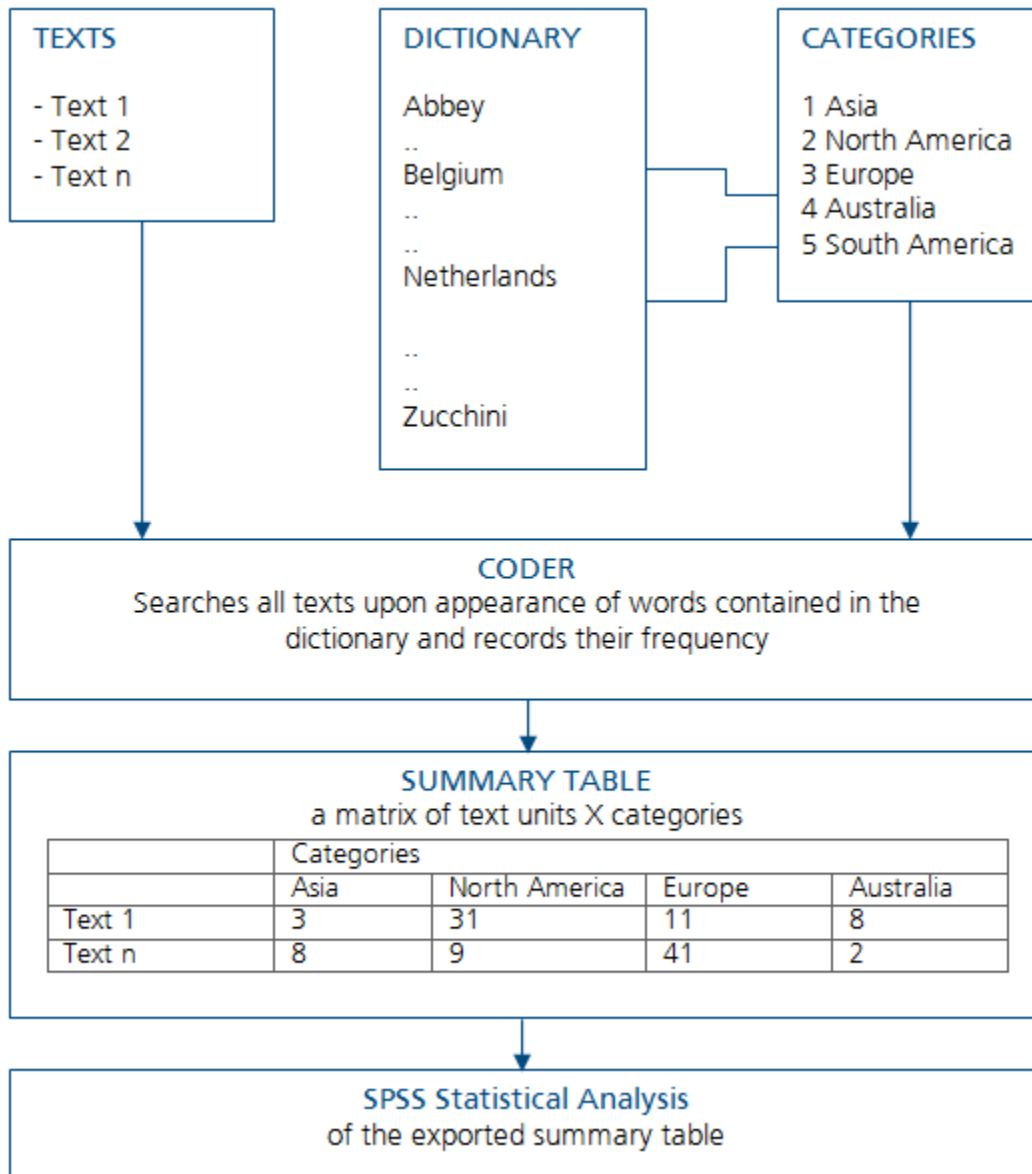 TEXTS
- Text 1
- Text 2
- Text n
DICTIONARY
Abbey
..
Belgium
..
..
Netherlands
..
..
Zucchini
CATEGORIES
1 Asia
2 North America
3 Europe
4 Australia
5 South America
CODER
Searches all texts upon appearance of words contained in the
dictionary and records their frequency
SUMMARY TABLE
a matrix of text units X categories
Categories
Asia North America Europe Australia
Text 1 3 31 11 8
Text n 8 9 41 2
SPSS Statistical Analysis
of the exported summary table